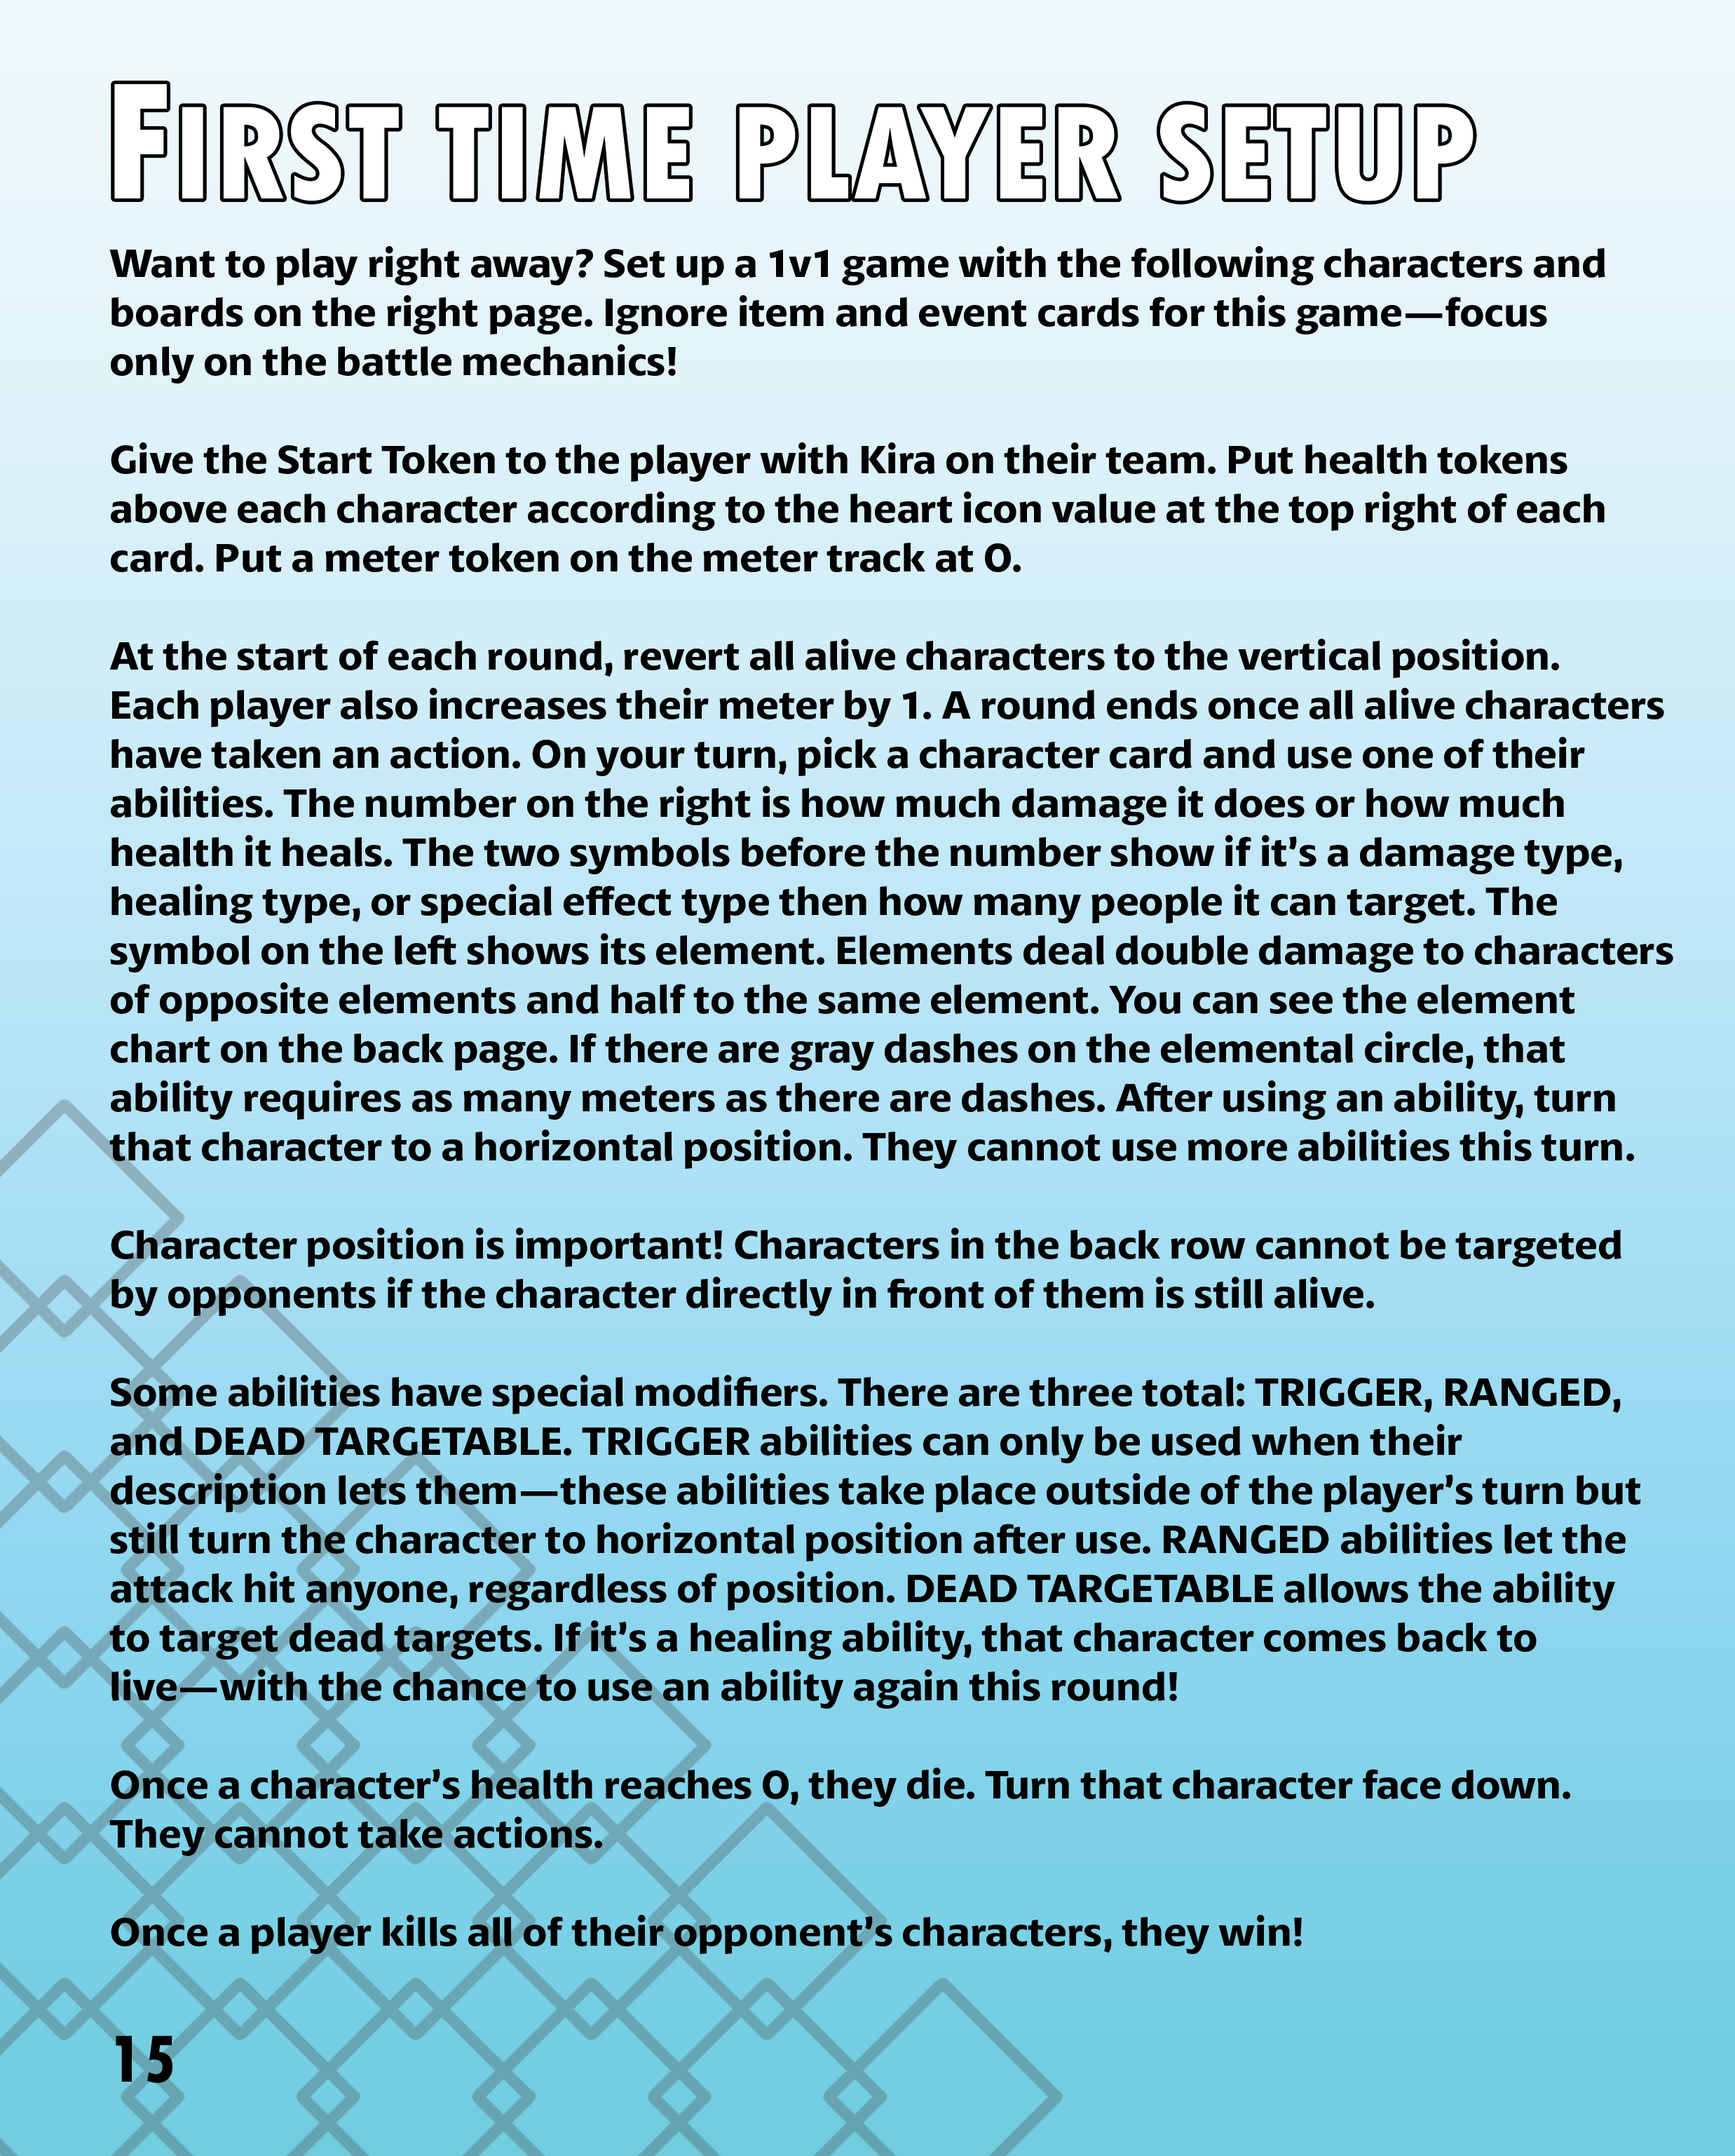 FIRST TIME PLAYER SETUP
Want to play right away? Set up a 1v1 game with the following characters and
boards on the right page. Ignore item and event cards for this game—focus
only on the battle mechanics!
Give the Start Token to the player with Kira on their team. Put health tokens
above each character according to the heart icon value at the top right of each
card. Put a meter token on the meter track at 0.
At the start of each round, revert all alive characters to the vertical position.
Each player also increases their meter by 1. A round ends once all alive characters
have taken an action. On your turn, pick a character card and use one of their
abilities. The number on the right is how much damage it does or how much
health it heals. The two symbols before the number show if it's a damage type,
healing type, or special effect type then how many people it can target. The
symbol on the left shows its element. Elements deal double damage to characters
of opposite elements and half to the same element. You can see the element
chart on the back page. If there are gray dashes on the elemental circle, that
ability requires as many meters as there are dashes. After using an ability, turn
that character to a horizontal position. They cannot use more abilities this turn.
Character position is important! Characters in the back row cannot be targeted
by opponents if the character directly in front of them is still alive.
Some abilities have special modifiers. There are three total: TRIGGER, RANGED,
and DEAD TARGETABLE. TRIGGER abilities can only be used when their
description lets them—these abilities take place outside of the player's turn but
still turn the character to horizontal position after use. RANGED abilities let the
attack hit anyone, regardless of position. DEAD TARGETABLE allows the ability
to target dead targets. If it's a healing ability, that character comes back to
live—with the chance to use an ability again this round!
Once a character's health reaches 0, they die. Turn that character face down.
They cannot take actions.
Once a player kills all of their opponent's characters, they win!
15